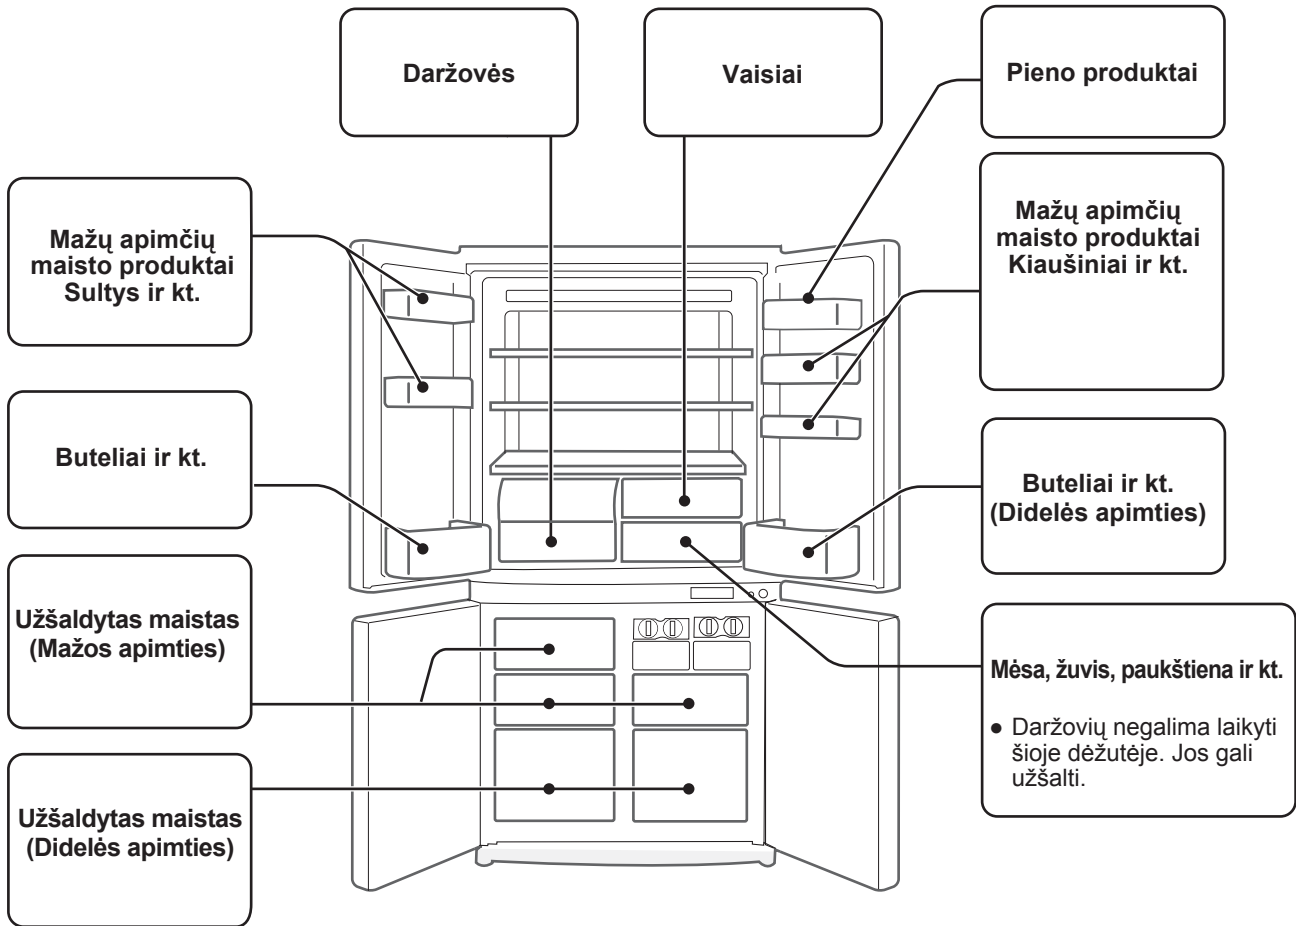 Daržovės
Vaisiai
Pieno produktai
Mažų apimčių
maisto produktai
Sultys ir kt.
Mažų apimčių
maisto produktai
Kiaušiniai ir kt.
Buteliai ir kt.
Buteliai ir kt.
(Didelės apimties)
Užšaldytas maistas
(Mažos apimties)
Mėsa, žuvis, paukštiena ir kt.
● Daržovių negalima laikyti
šioje dėžutėje. Jos gali
užšalti.
Užšaldytas maistas
(Didelės apimties)